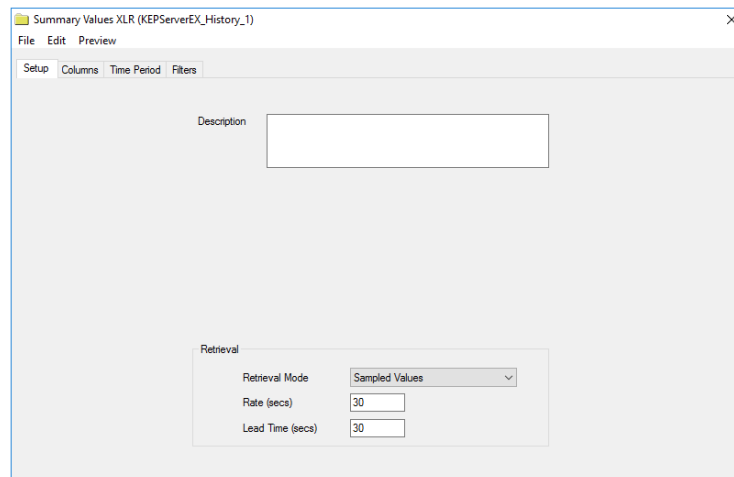 Summary Values XLR (KEPServerEX_History_1)
File Edit Preview
Setup Columns Time Period Filters
Description
Retrieval
Retrieval Mode Sampled Values
Rate (secs) 30
Lead Time (secs) 30